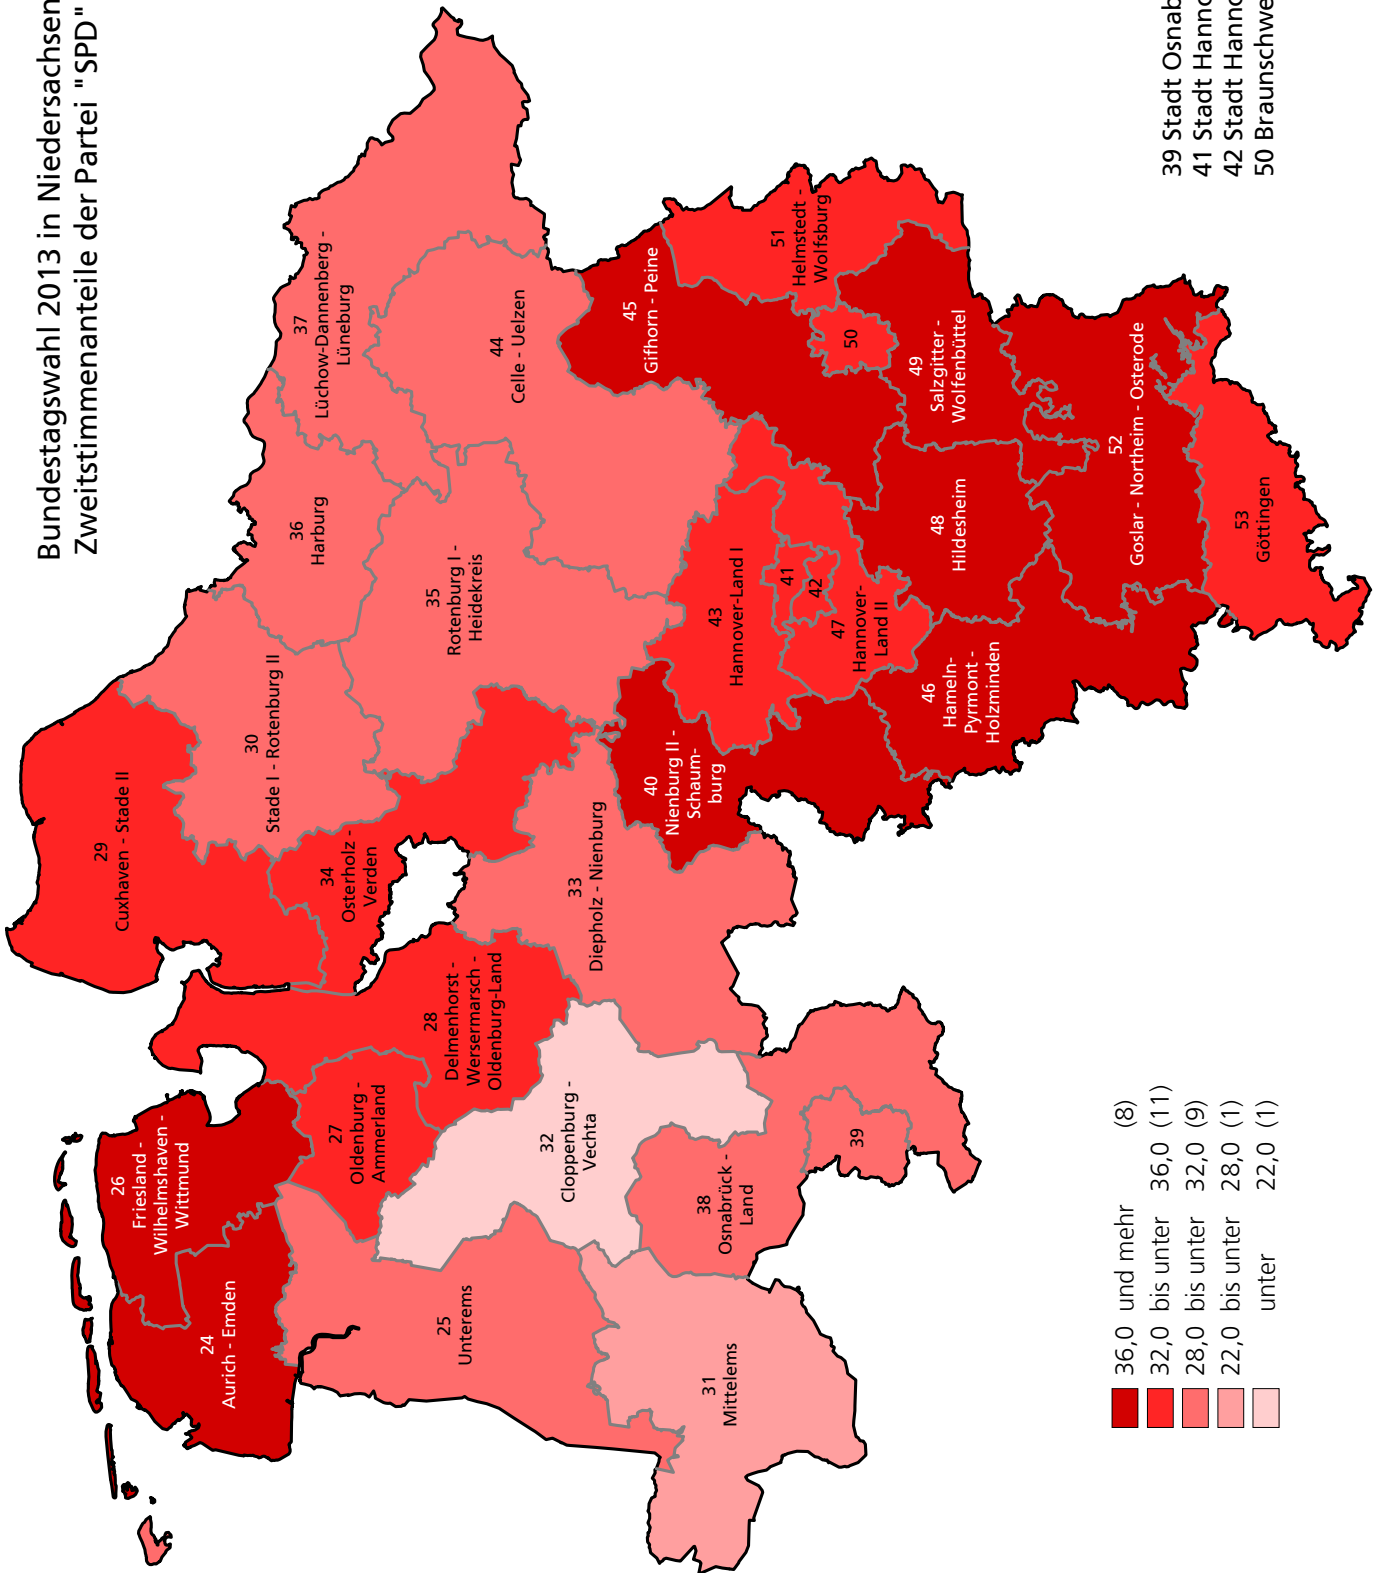 Bundestagswahl 2013 in Niedersachsen
Zweitstimmenanteile der Partei "SPD"
24
Aurich - Emden
25
Unterems
26
Friesland -
Wilhelmshaven -
Wittmund
27
Oldenburg -
Ammerland
28
Delmenhorst -
Wersermarsch -
Oldenburg-Land
29
Cuxhaven - Stade II
30
Stade I - Rotenburg II
31
Mittelems
32
Cloppenburg -
Vechta
33
Diepholz - Nienburg
34
Osterholz -
Verden
35
Rotenburg I -
Heidekreis
36
Harburg
37
Lüchow-Dannenberg -
Lüneburg
38
Osnabrück -
Land
39
40
Nienburg II -
Schaum-
burg
41
42
43
Hannover-Land I
44
Celle - Uelzen
45
Gifhorn - Peine
46
Hameln-
Pyrmont -
Holzminden
47
Hannover-
Land II
48
Hildesheim
49
Salzgitter -
Wolfenbüttel
50
51
Helmstedt -
Wolfsburg
52
Goslar - Northeim - Osterode
53
Göttingen
36,0 und mehr (8)
32,0 bis unter 36,0 (11)
28,0 bis unter 32,0 (9)
22,0 bis unter 28,0 (1)
unter 22,0 (1)
39 Stadt Osnab
41 Stadt Hanno
42 Stadt Hanno
50 Braunschwe